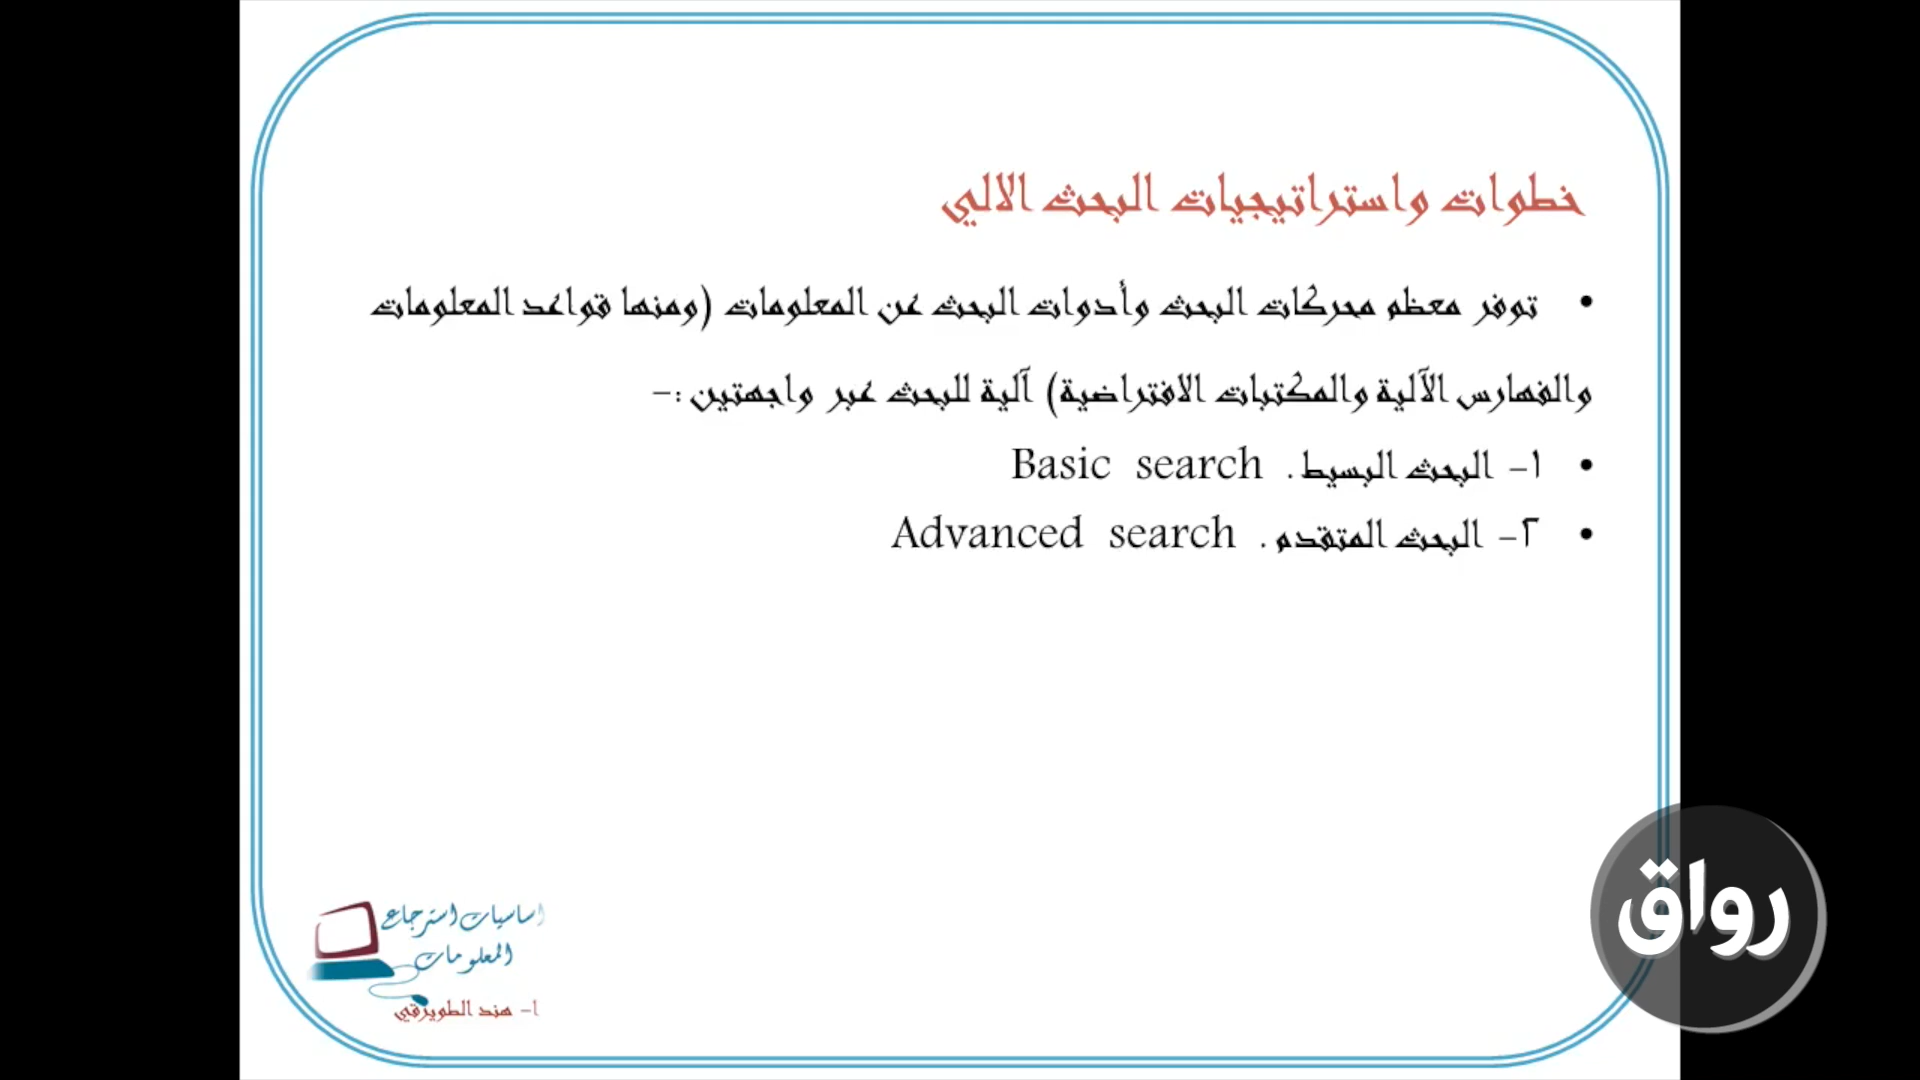 خطوات واستراتيجيات البحث الالي
• توفر معظم محركات البحث وأدوات البحث عن المعلومات (ومنها قواعد المعلومات
والفهارس الآلية والمكتبات الافتراضية) آلية للبحث عبر واجهتين :-
• ١- البحث البسيط . Basic search
• ٢- البحث المتقدم . Advanced search
اساسيات استرجاع
المعلومات
ا- هند الطويرقي
رواق